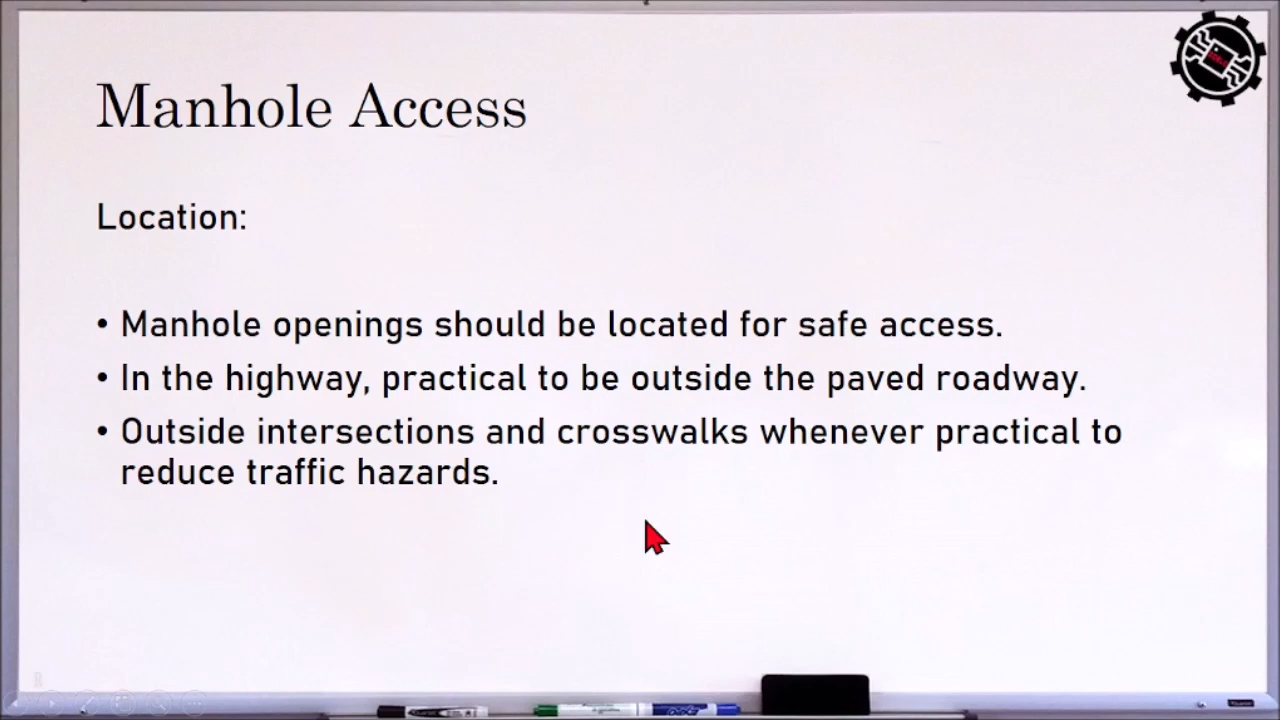 Manhole Access
Location:
• Manhole openings should be located for safe access.
• In the highway, practical to be outside the paved roadway.
• Outside intersections and crosswalks whenever practical to
reduce traffic hazards.